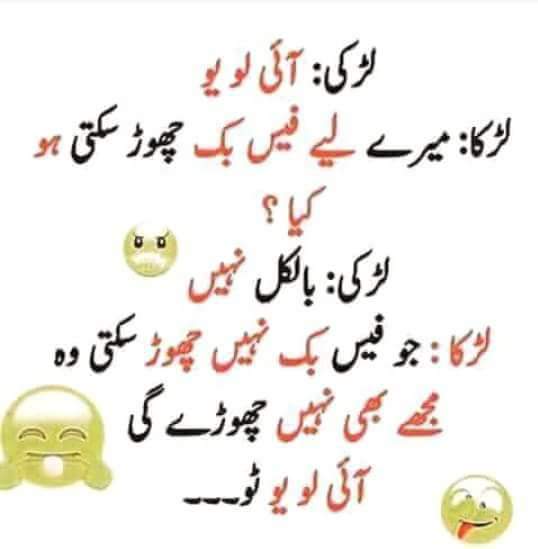 لڑکی: آئی لو یو
لڑکا: میرے لیے فیس بک چھوڑ سکتی ہو
کیا ؟
لڑکی: بالکل نہیں
لڑکا : جو فیس بک نہیں چھوڑ سکتی وہ
مجھے بھی نہیں چھوڑے گی
آئی لو یو ٹو۔۔۔